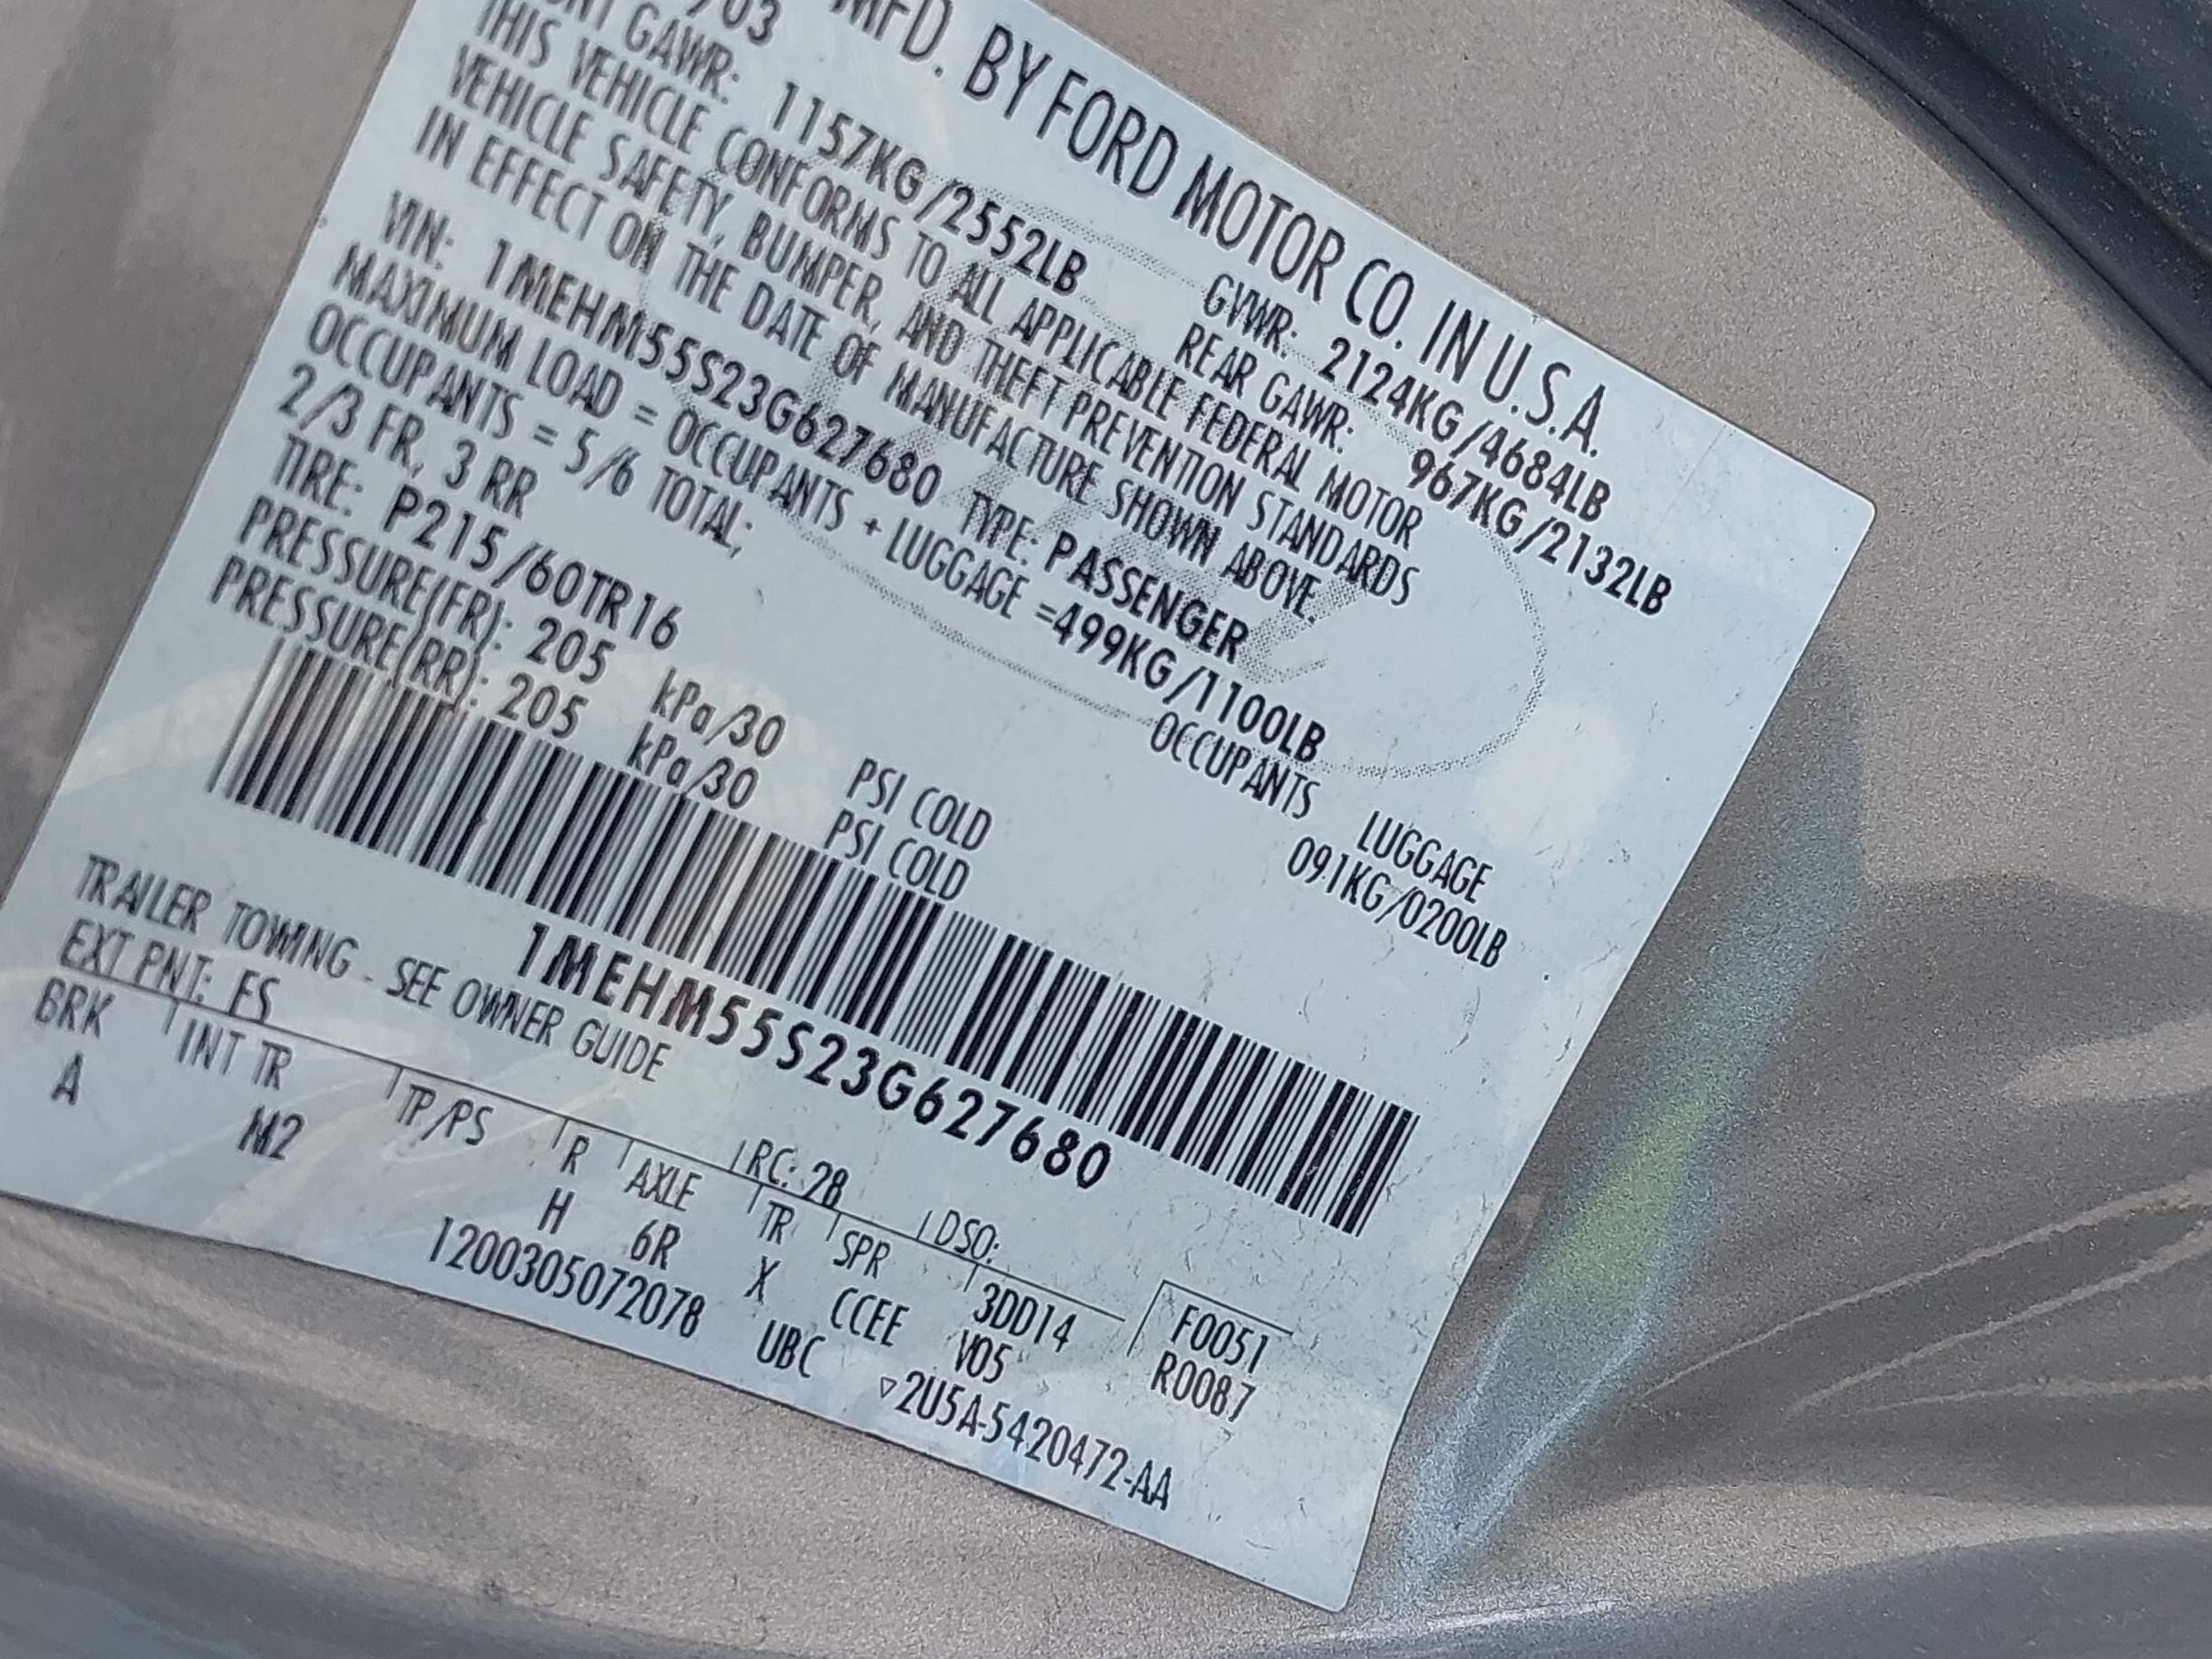 MFD. BY FORD MOTOR CO. IN U.S.A.
/03 GVWR: 2124KG/4684LB
GAWR: 1157KG/2552LB REAR GAWR: 967KG/2132LB
THIS VEHICLE CONFORMS TO ALL APPLICABLE FEDERAL MOTOR
VEHICLE SAFETY, BUMPER, AND THEFT PREVENTION STANDARDS
IN EFFECT ON THE DATE OF MANUFACTURE SHOWN ABOVE.
VIN: 1MEHM55S23G627680 TYPE: PASSENGER
MAXIMUM LOAD = OCCUPANTS + LUGGAGE =499KG/1100LB
OCCUPANTS = 5/6 TOTAL; OCCUPANTS LUGGAGE
2/3 FR, 3 RR 091KG/0200LB
TIRE: P215/60TR16
PRESSURE(FR): 205 kPa/30 PSI COLD
PRESSURE(RR): 205 kPa/30 PSI COLD
1MEHM55S23G627680
TRAILER TOWING - SEE OWNER GUIDE
EXT PNT: FS RC: 28 DSO: F0051
BRK INT TR TP/PS R AXLE TR SPR 3DD14 R0087
A M2 H 6R X CCEE V05
1200305072078 UBC ▿2U5A-5420472-AA